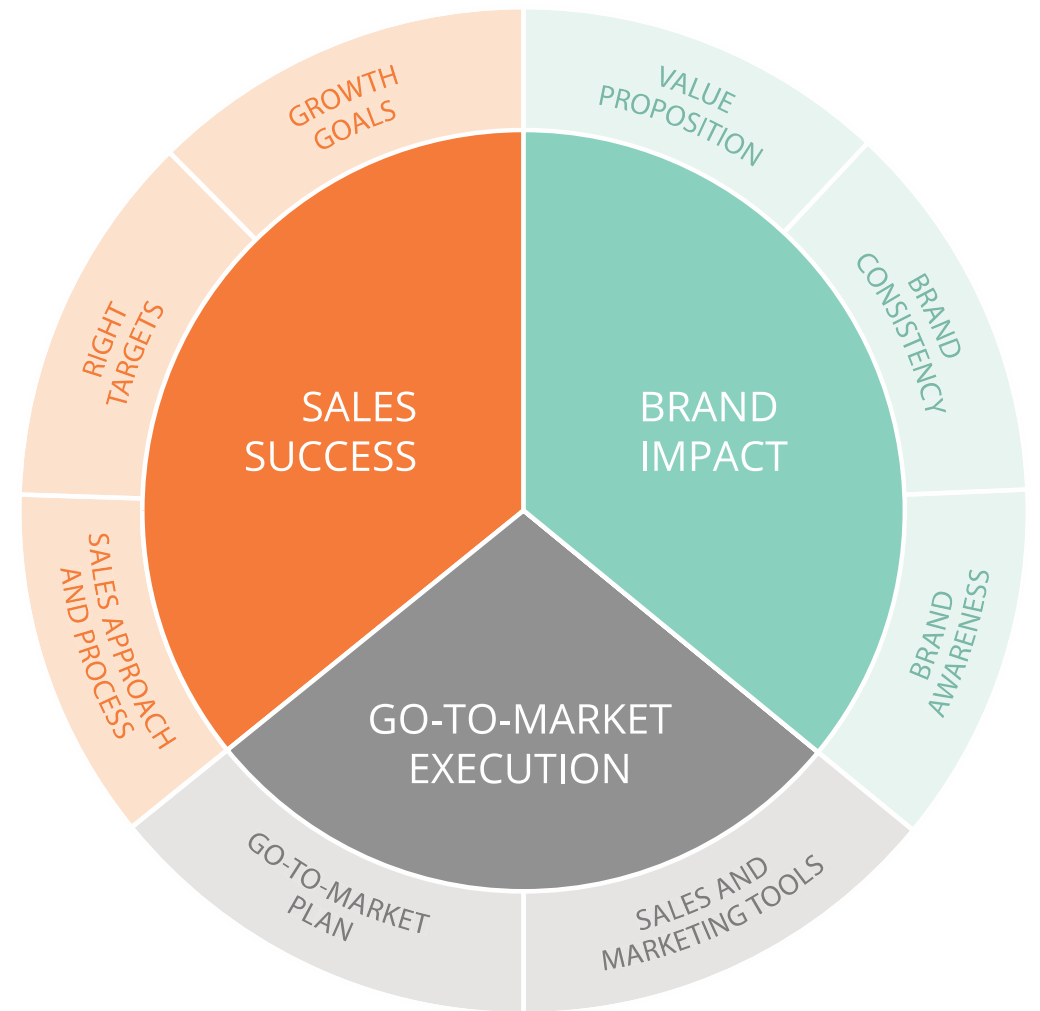 GROWTH
GOALS
VALUE
PROPOSITION
RIGHT
TARGETS
BRAND
CONSISTENCY
SALES
SUCCESS
BRAND
IMPACT
SALES APPROACH
AND PROCESS
BRAND
AWARENESS
GO-TO-MARKET
EXECUTION
GO-TO-MARKET
PLAN
SALES AND
MARKETING TOOLS